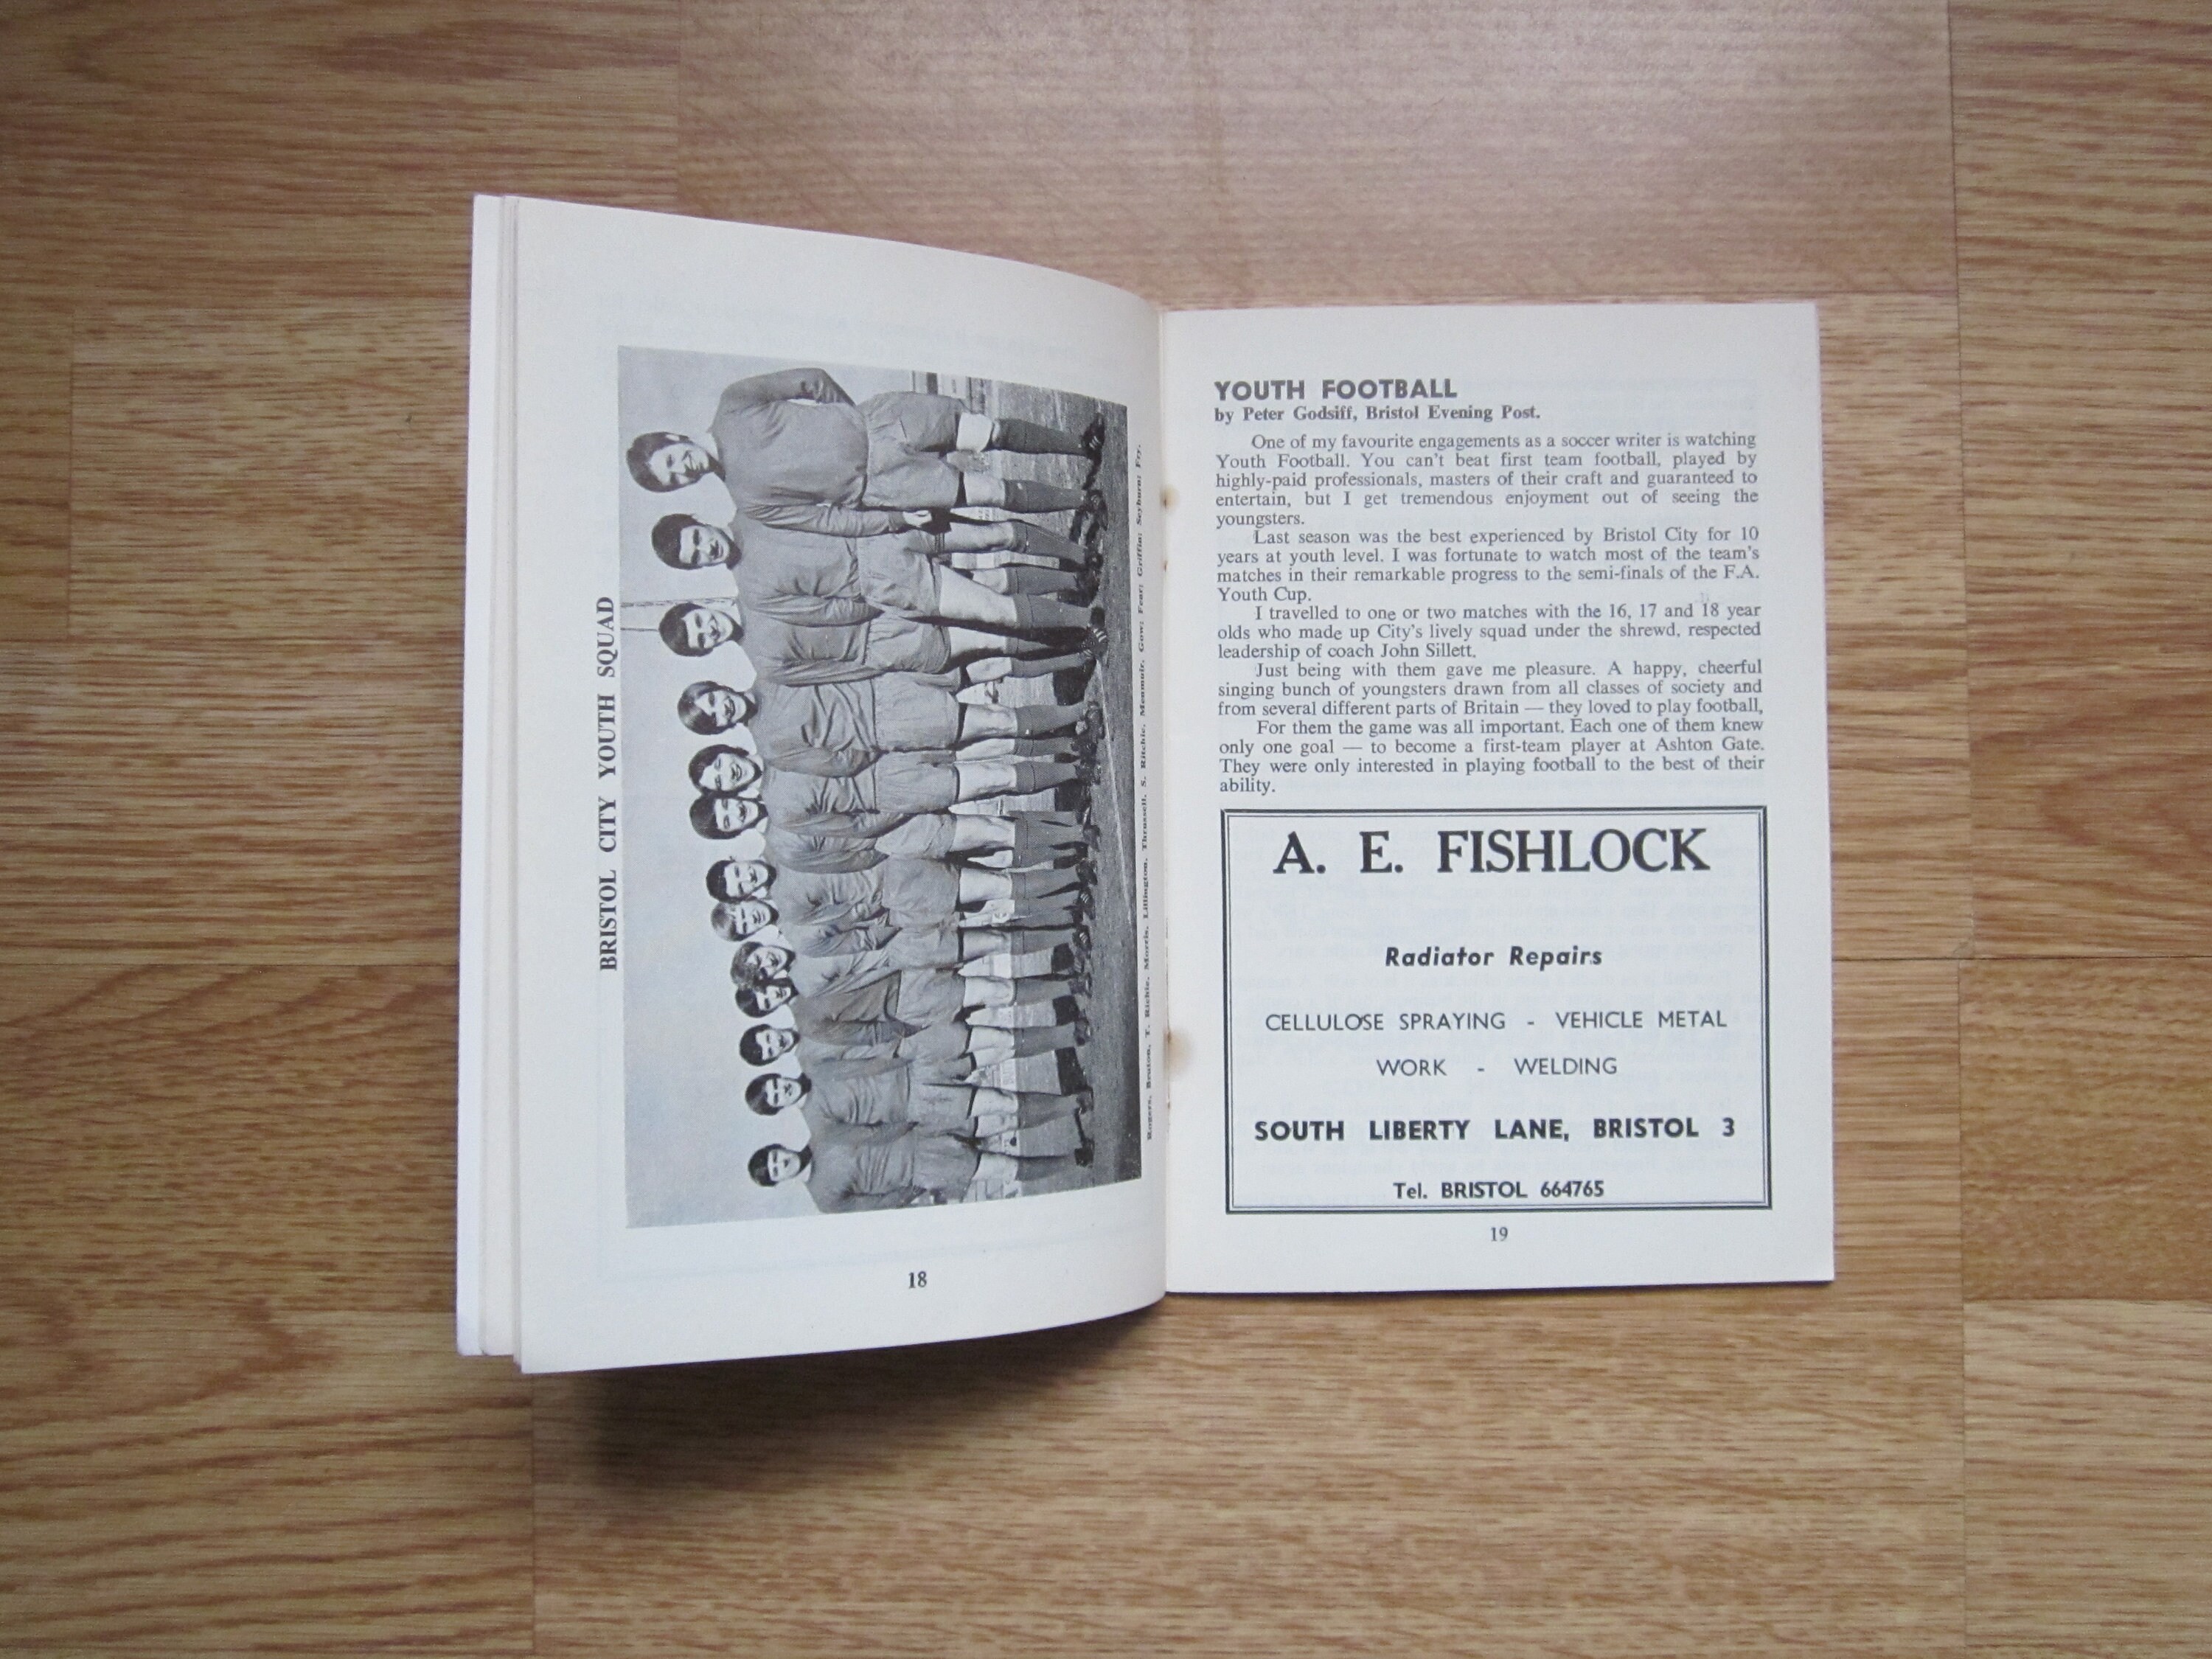 BRISTOL CITY YOUTH SQUAD
Rogers, Bruton, T. Ritchie, Morris, Lillington, Thrussell, S. Ritchie, Menmuir, Gow; Fear; Griffin; Seyburn; Fry.
18
YOUTH FOOTBALL
by Peter Godsiff, Bristol Evening Post.
One of my favourite engagements as a soccer writer is watching
Youth Football. You can't beat first team football, played by
highly-paid professionals, masters of their craft and guaranteed to
entertain, but I get tremendous enjoyment out of seeing the
youngsters.
Last season was the best experienced by Bristol City for 10
years at youth level. I was fortunate to watch most of the team's
matches in their remarkable progress to the semi-finals of the F.A.
Youth Cup.
I travelled to one or two matches with the 16, 17 and 18 year
olds who made up City's lively squad under the shrewd, respected
leadership of coach John Sillett.
Just being with them gave me pleasure. A happy, cheerful
singing bunch of youngsters drawn from all classes of society and
from several different parts of Britain — they loved to play football,
For them the game was all important. Each one of them knew
only one goal — to become a first-team player at Ashton Gate.
They were only interested in playing football to the best of their
ability.
A. E. FISHLOCK
Radiator Repairs
CELLULOSE SPRAYING - VEHICLE METAL
WORK - WELDING
SOUTH LIBERTY LANE, BRISTOL 3
Tel. BRISTOL 664765
19